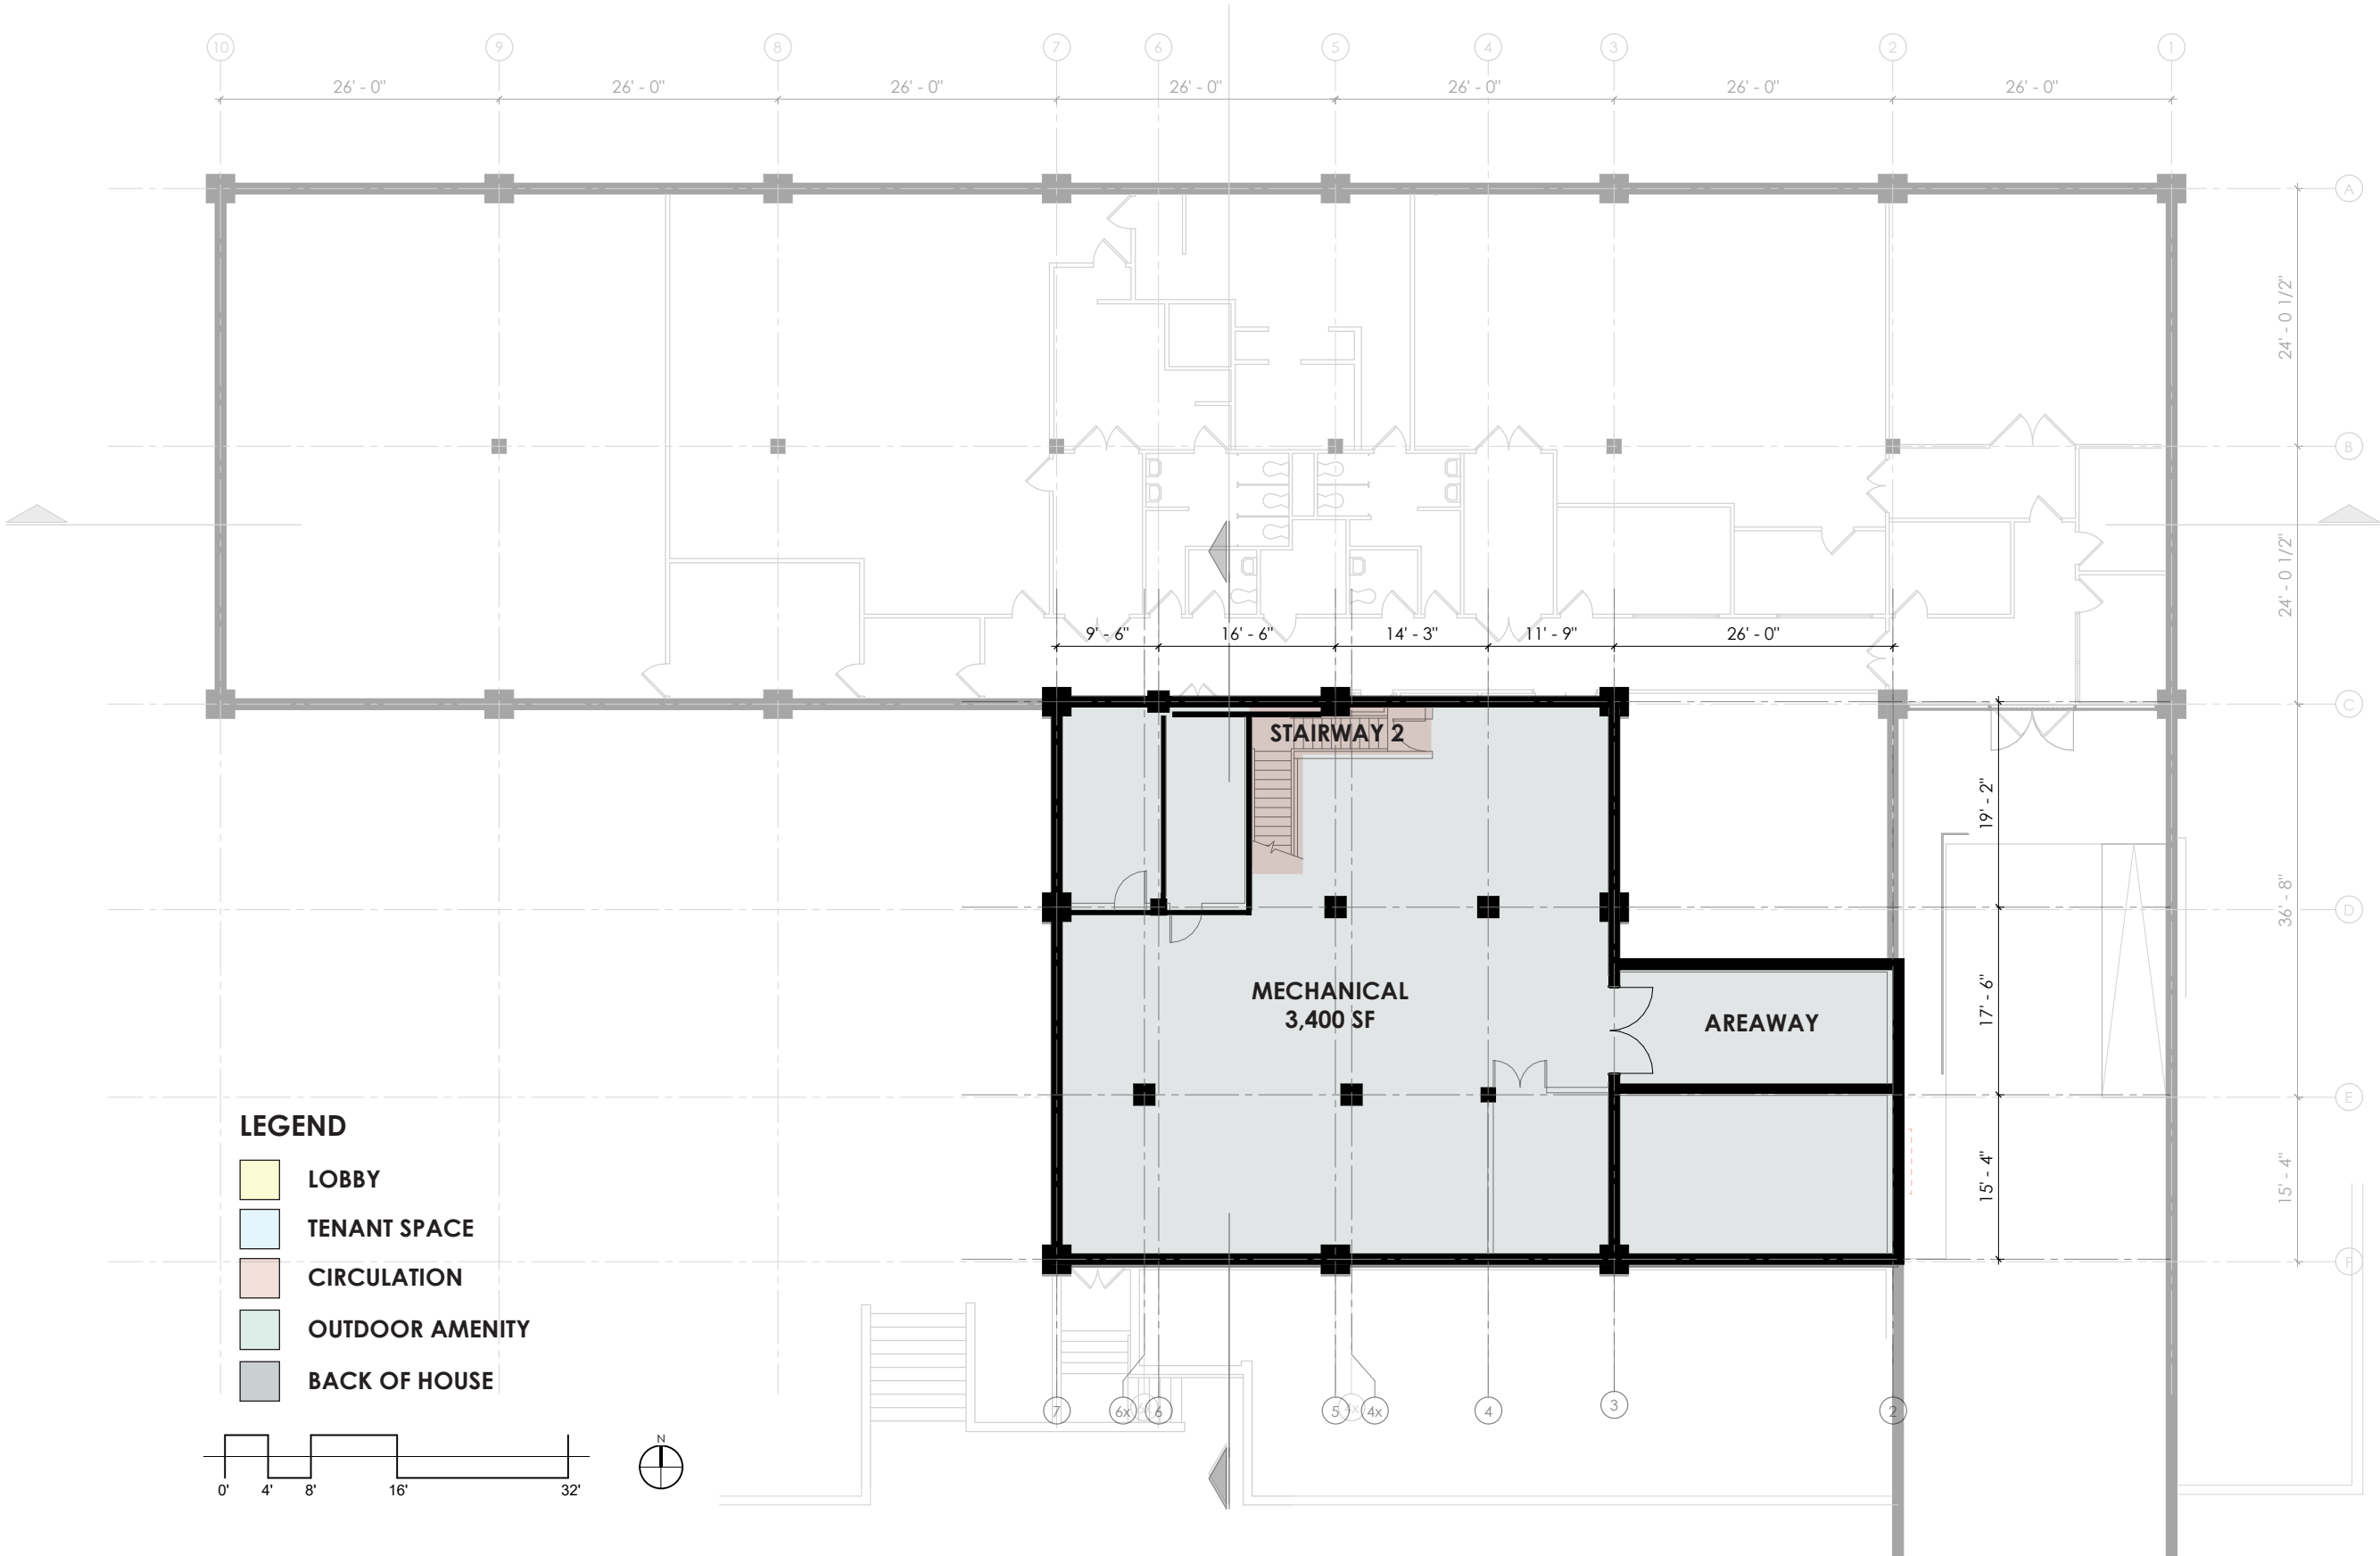 10 9 8 7 6 5 4 3 2 1
26' - 0" 26' - 0" 26' - 0" 26' - 0" 26' - 0" 26' - 0" 26' - 0"
A
24' - 0 1/2"
B
24' - 0 1/2"
9' - 6" 16' - 6" 14' - 3" 11' - 9" 26' - 0"
C
STAIRWAY 2
19' - 2"
36' - 8"
D
MECHANICAL
3,400 SF
AREAWAY
17' - 6"
E
15' - 4"
15' - 4"
F
LEGEND
LOBBY
TENANT SPACE
CIRCULATION
OUTDOOR AMENITY
BACK OF HOUSE
7 6x 6 5 4x 4 3 2
N
0' 4' 8' 16' 32'